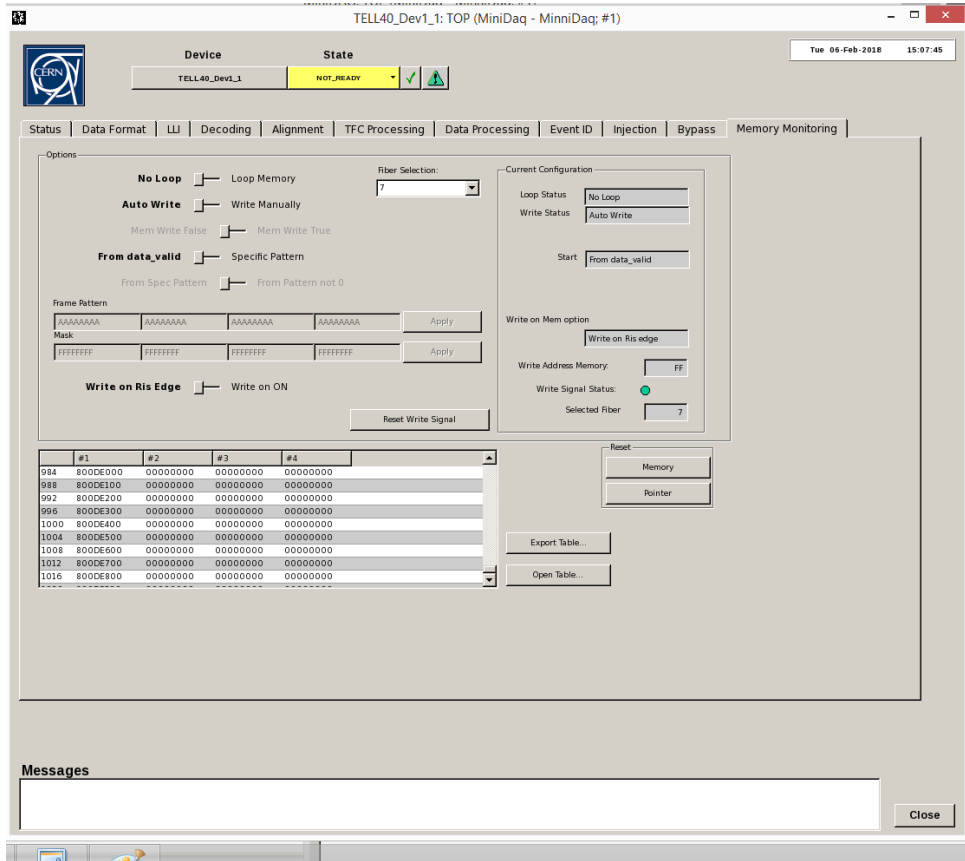 TELL40_Dev1_1: TOP (MiniDaq - MinniDaq; #1)
CERN
Device State
TELL40_Dev1_1 NOT_READY
Tue 06-Feb-2018 15:07:45
Status Data Format LLI Decoding Alignment TFC Processing Data Processing Event ID Injection Bypass Memory Monitoring
Options
No Loop Loop Memory
Auto Write Write Manually
Mem Write False Mem Write True
From data_valid Specific Pattern
From Spec Pattern From Pattern not 0
Fiber Selection:
7
Frame Pattern
AAAAAAAA AAAAAAAA AAAAAAAA AAAAAAAA Apply
Mask
FFFFFFFF FFFFFFFF FFFFFFFF FFFFFFFF Apply
Write on Ris Edge Write on ON
Reset Write Signal
Current Configuration
Loop Status No Loop
Write Status Auto Write
Start From data_valid
Write on Mem option
Write on Ris edge
Write Address Memory: FF
Write Signal Status:
Selected Fiber 7
#1 #2 #3 #4
984 800DE000 00000000 00000000 00000000
988 800DE100 00000000 00000000 00000000
992 800DE200 00000000 00000000 00000000
996 800DE300 00000000 00000000 00000000
1000 800DE400 00000000 00000000 00000000
1004 800DE500 00000000 00000000 00000000
1008 800DE600 00000000 00000000 00000000
1012 800DE700 00000000 00000000 00000000
1016 800DE800 00000000 00000000 00000000
Reset
Memory
Pointer
Export Table...
Open Table...
Messages
Close